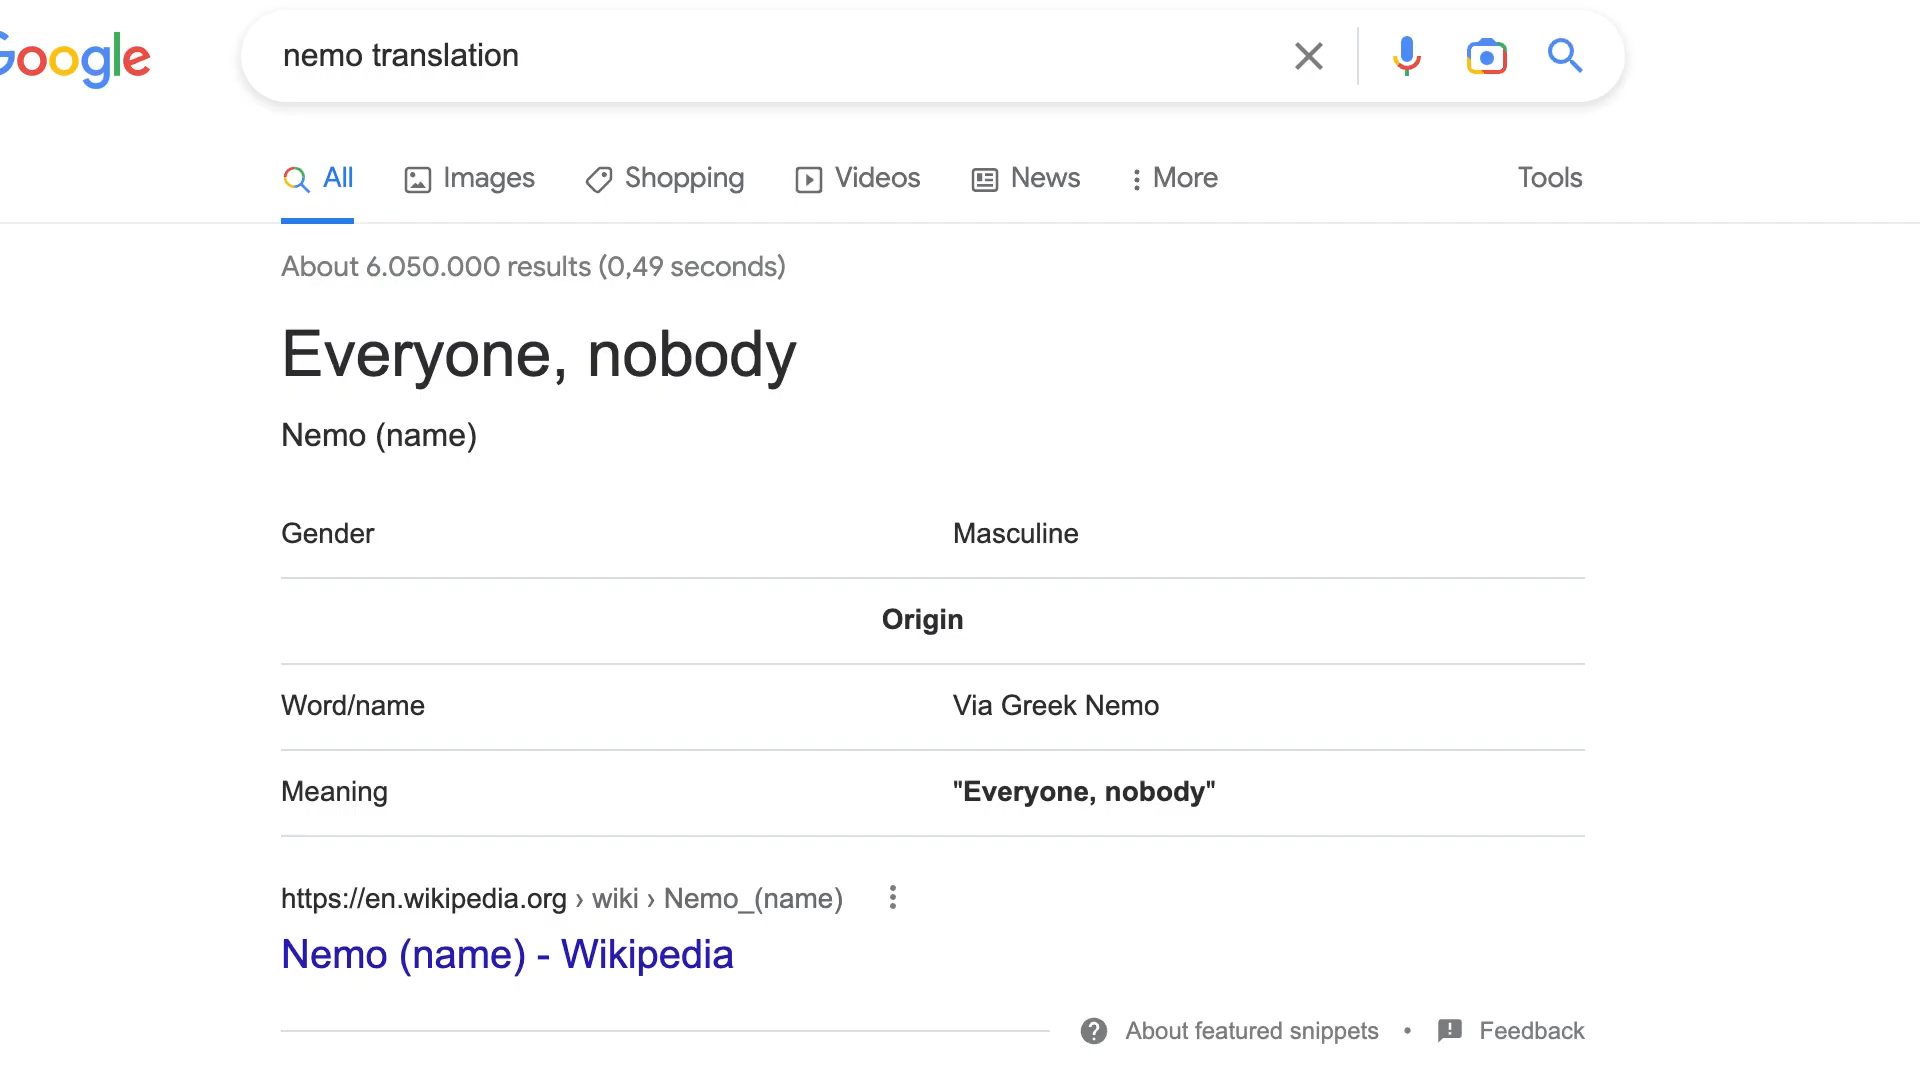 Google
nemo translation
All Images Shopping Videos News More Tools
About 6.050.000 results (0,49 seconds)
Everyone, nobody
Nemo (name)
Gender Masculine
Origin
Word/name Via Greek Nemo
Meaning "Everyone, nobody"
https://en.wikipedia.org › wiki › Nemo_(name)
Nemo (name) - Wikipedia
About featured snippets • Feedback